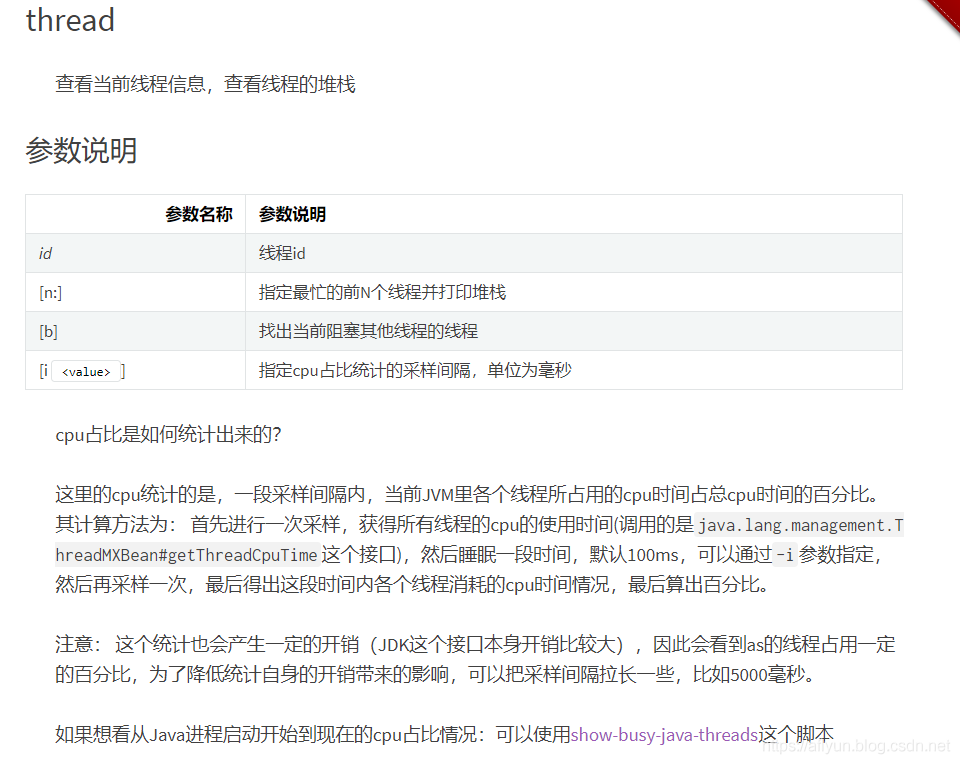 thread
查看当前线程信息，查看线程的堆栈
参数说明
参数名称 参数说明
id 线程id
[n:] 指定最忙的前N个线程并打印堆栈
[b] 找出当前阻塞其他线程的线程
[i <value> ] 指定cpu占比统计的采样间隔，单位为毫秒
cpu占比是如何统计出来的？
这里的cpu统计的是，一段采样间隔内，当前JVM里各个线程所占用的cpu时间占总cpu时间的百分比。
其计算方法为： 首先进行一次采样，获得所有线程的cpu的使用时间(调用的是 java.lang.management.T
hreadMXBean#getThreadCpuTime 这个接口)，然后睡眠一段时间，默认100ms，可以通过 -i 参数指定，
然后再采样一次，最后得出这段时间内各个线程消耗的cpu时间情况，最后算出百分比。
注意： 这个统计也会产生一定的开销（JDK这个接口本身开销比较大），因此会看到as的线程占用一定
的百分比，为了降低统计自身的开销带来的影响，可以把采样间隔拉长一些，比如5000毫秒。
如果想看从Java进程启动开始到现在的cpu占比情况：可以使用show-busy-java-threads这个脚本
https://aflyun.blog.csdn.net